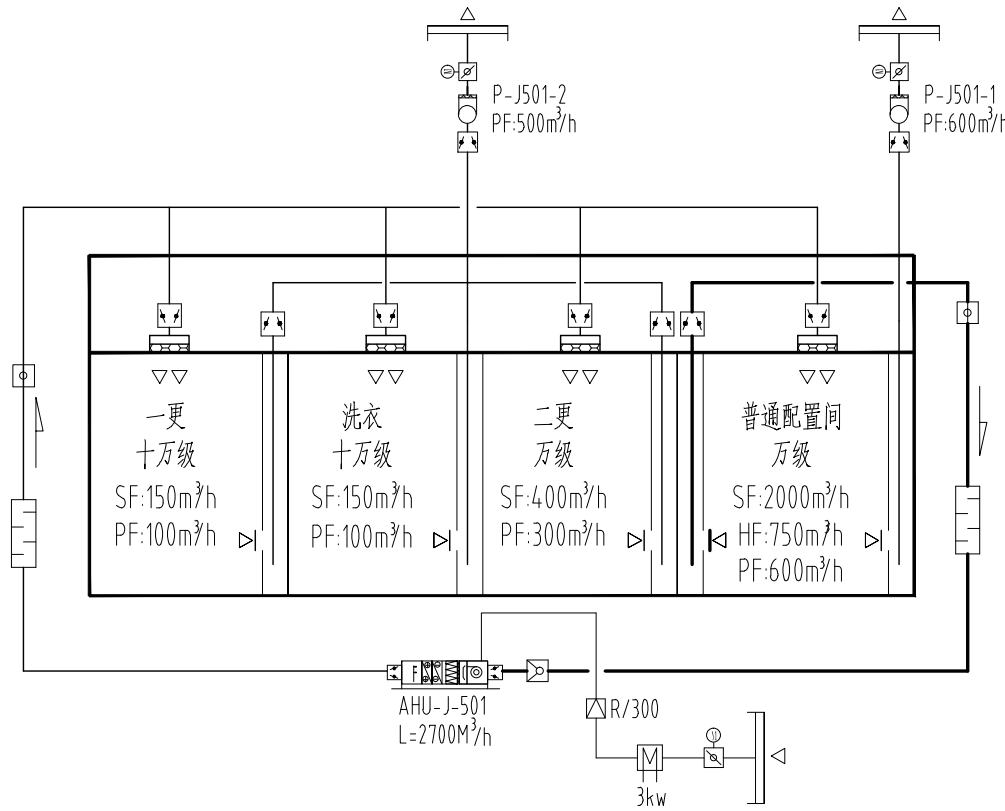 P-J501-2
PF:500m³/h
P-J501-1
PF:600m³/h
一更
十万级
SF:150m³/h
PF:100m³/h
洗衣
十万级
SF:150m³/h
PF:100m³/h
二更
万级
SF:400m³/h
PF:300m³/h
普通配置间
万级
SF:2000m³/h
HF:750m³/h
PF:600m³/h
F
AHU-J-501
L=2700M³/h
R/300
M
3kw